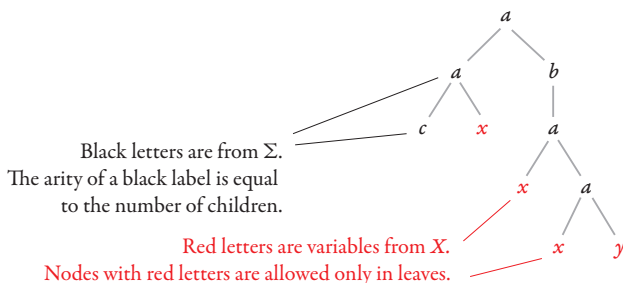 a
a b
c x a
Black letters are from Σ.
The arity of a black label is equal
to the number of children.
x a
Red letters are variables from X.
x y
Nodes with red letters are allowed only in leaves.